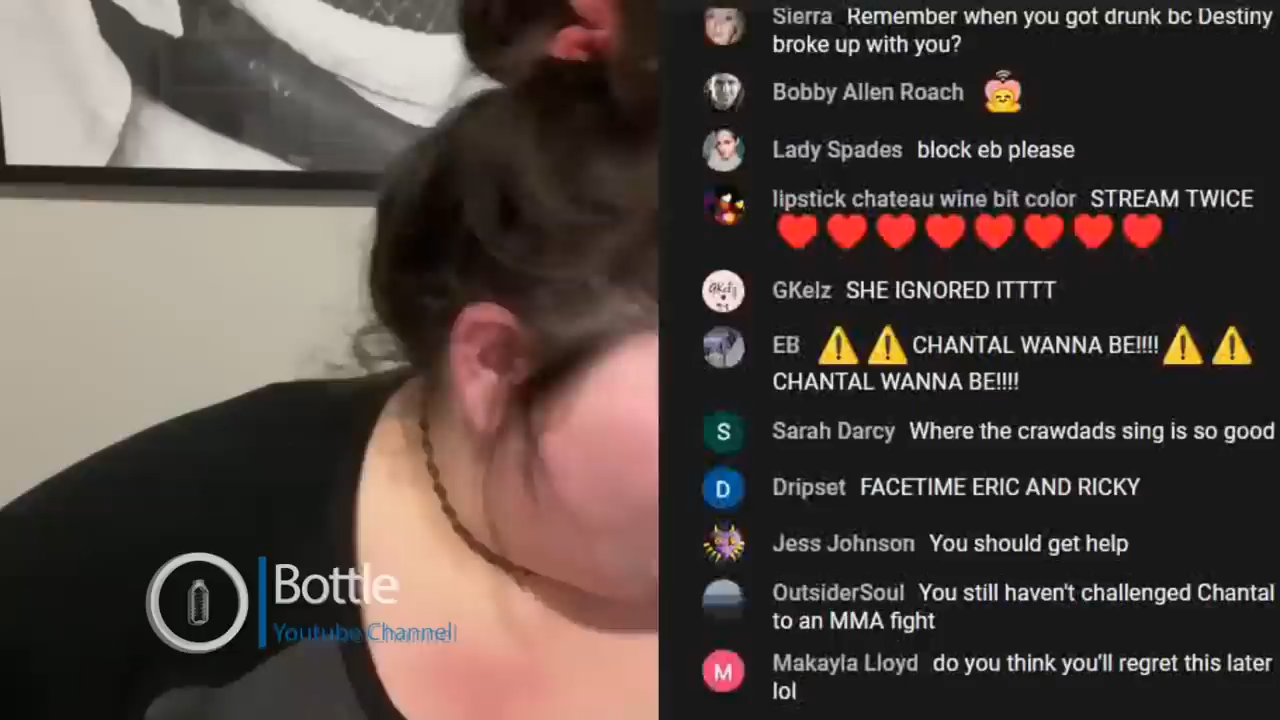 Sierra Remember when you got drunk bc Destiny
broke up with you?
Bobby Allen Roach
Lady Spades block eb please
lipstick chateau wine bit color STREAM TWICE
GKelz SHE IGNORED ITTTT
EB CHANTAL WANNA BE!!!!
CHANTAL WANNA BE!!!!
S Sarah Darcy Where the crawdads sing is so good
D Dripset FACETIME ERIC AND RICKY
Jess Johnson You should get help
OutsiderSoul You still haven't challenged Chantal
to an MMA fight
M Makayla Lloyd do you think you'll regret this later
lol
Bottle
Youtube Channel